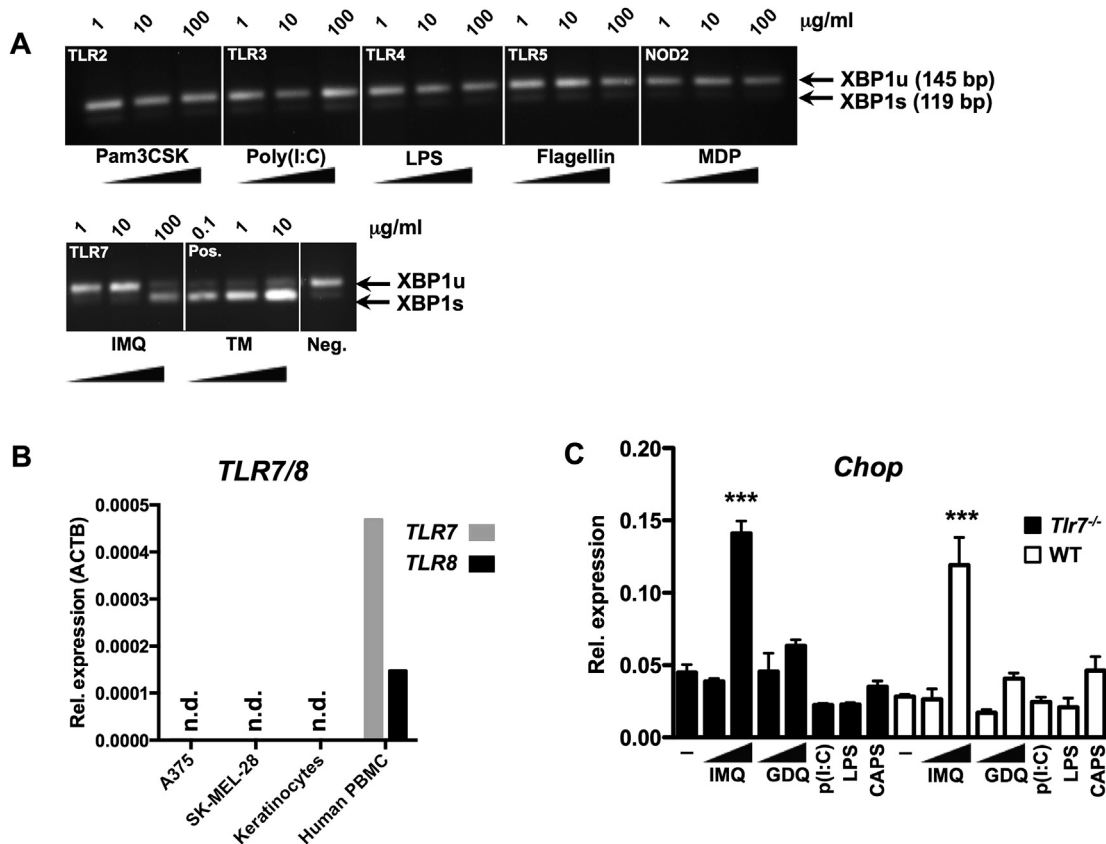 A
1 10 100 1 10 100 1 10 100 1 10 100 1 10 100 µg/ml
TLR2 TLR3 TLR4 TLR5 NOD2
XBP1u (145 bp)
XBP1s (119 bp)
Pam3CSK Poly(I:C) LPS Flagellin MDP
1 10 100 0.1 1 10 µg/ml
TLR7 Pos.
XBP1u
XBP1s
IMQ TM Neg.
B
TLR7/8
Rel. expression (ACTB)
0.0005
0.0004
0.0003
0.0002
0.0001
0.0000
TLR7
TLR8
n.d. n.d. n.d.
A375 SK-MEL-28 Keratinocytes Human PBMC
C
Chop
Rel. expression
0.20
0.15
0.10
0.05
0.00
*** ***
Tlr7-/-
WT
– IMQ GDQ p(I:C) LPS CAPS – IMQ GDQ p(I:C) LPS CAPS